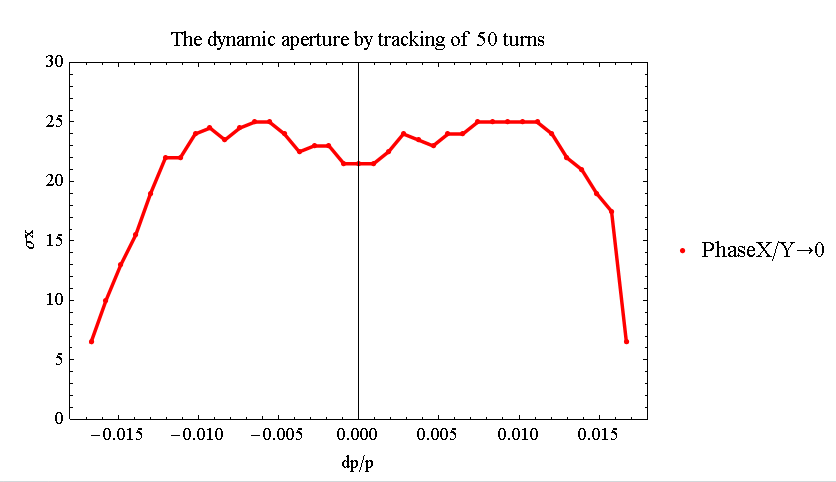 The dynamic aperture by tracking of 50 turns
30
25
20
15
10
5
0
σx
−0.015 −0.010 −0.005 0.000 0.005 0.010 0.015
dp/p
PhaseX/Y→0